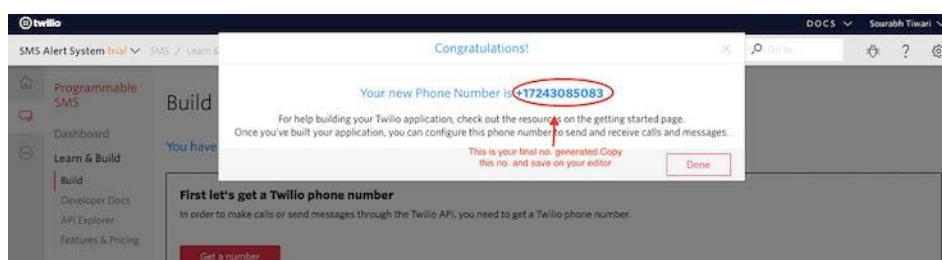 twilio
DOCS
Sourabh Tiwari
SMS Alert System trial
SMS / Learn &
Go to...
Congratulations!
Programmable
SMS
Your new Phone Number is +17243085083
Build
For help building your Twilio application, check out the resources on the getting started page.
Once you've built your application, you can configure this phone number to send and receive calls and messages.
Dashboard
You have
This is your final no. generated.Copy
this no. and save on your editor
Learn & Build
Done
Build
First let's get a Twilio phone number
Developer Docs
In order to make calls or send messages through the Twilio API, you need to get a Twilio phone number.
API Explorer
Features & Pricing
Get a number